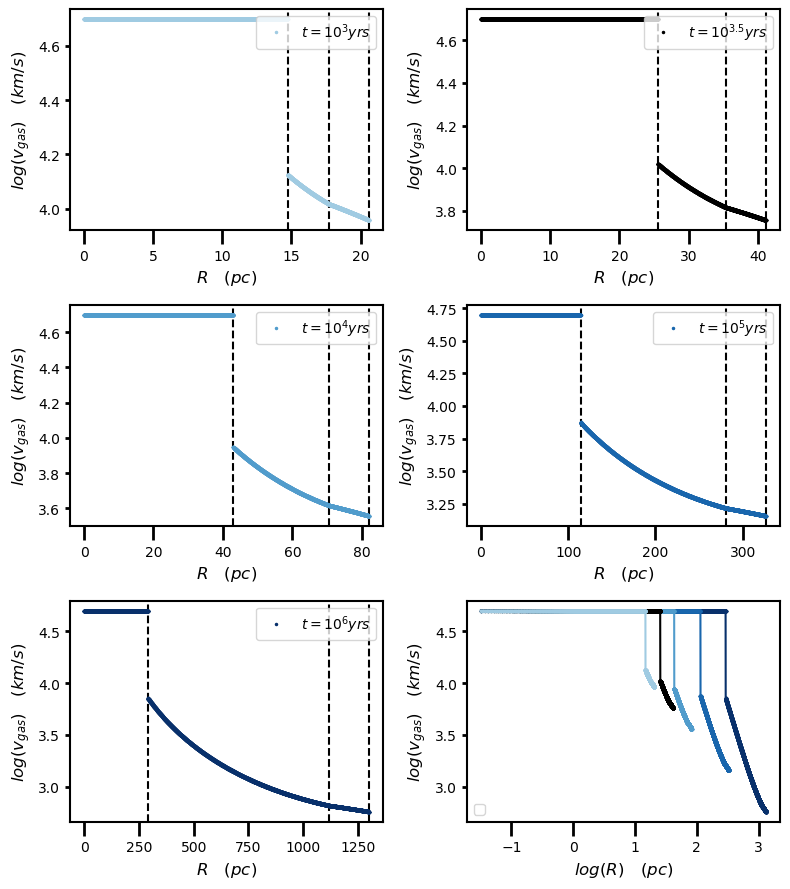 4.6
4.4
4.2
4.0
log(v_gas) (km/s)
t = 10^3 yrs
0 5 10 15 20
R (pc)
4.6
4.4
4.2
4.0
3.8
log(v_gas) (km/s)
t = 10^3.5 yrs
0 10 20 30 40
R (pc)
4.6
4.4
4.2
4.0
3.8
3.6
log(v_gas) (km/s)
t = 10^4 yrs
0 20 40 60 80
R (pc)
4.75
4.50
4.25
4.00
3.75
3.50
3.25
log(v_gas) (km/s)
t = 10^5 yrs
0 100 200 300
R (pc)
4.5
4.0
3.5
3.0
log(v_gas) (km/s)
t = 10^6 yrs
0 250 500 750 1000 1250
R (pc)
4.5
4.0
3.5
3.0
log(v_gas) (km/s)
−1 0 1 2 3
log(R) (pc)